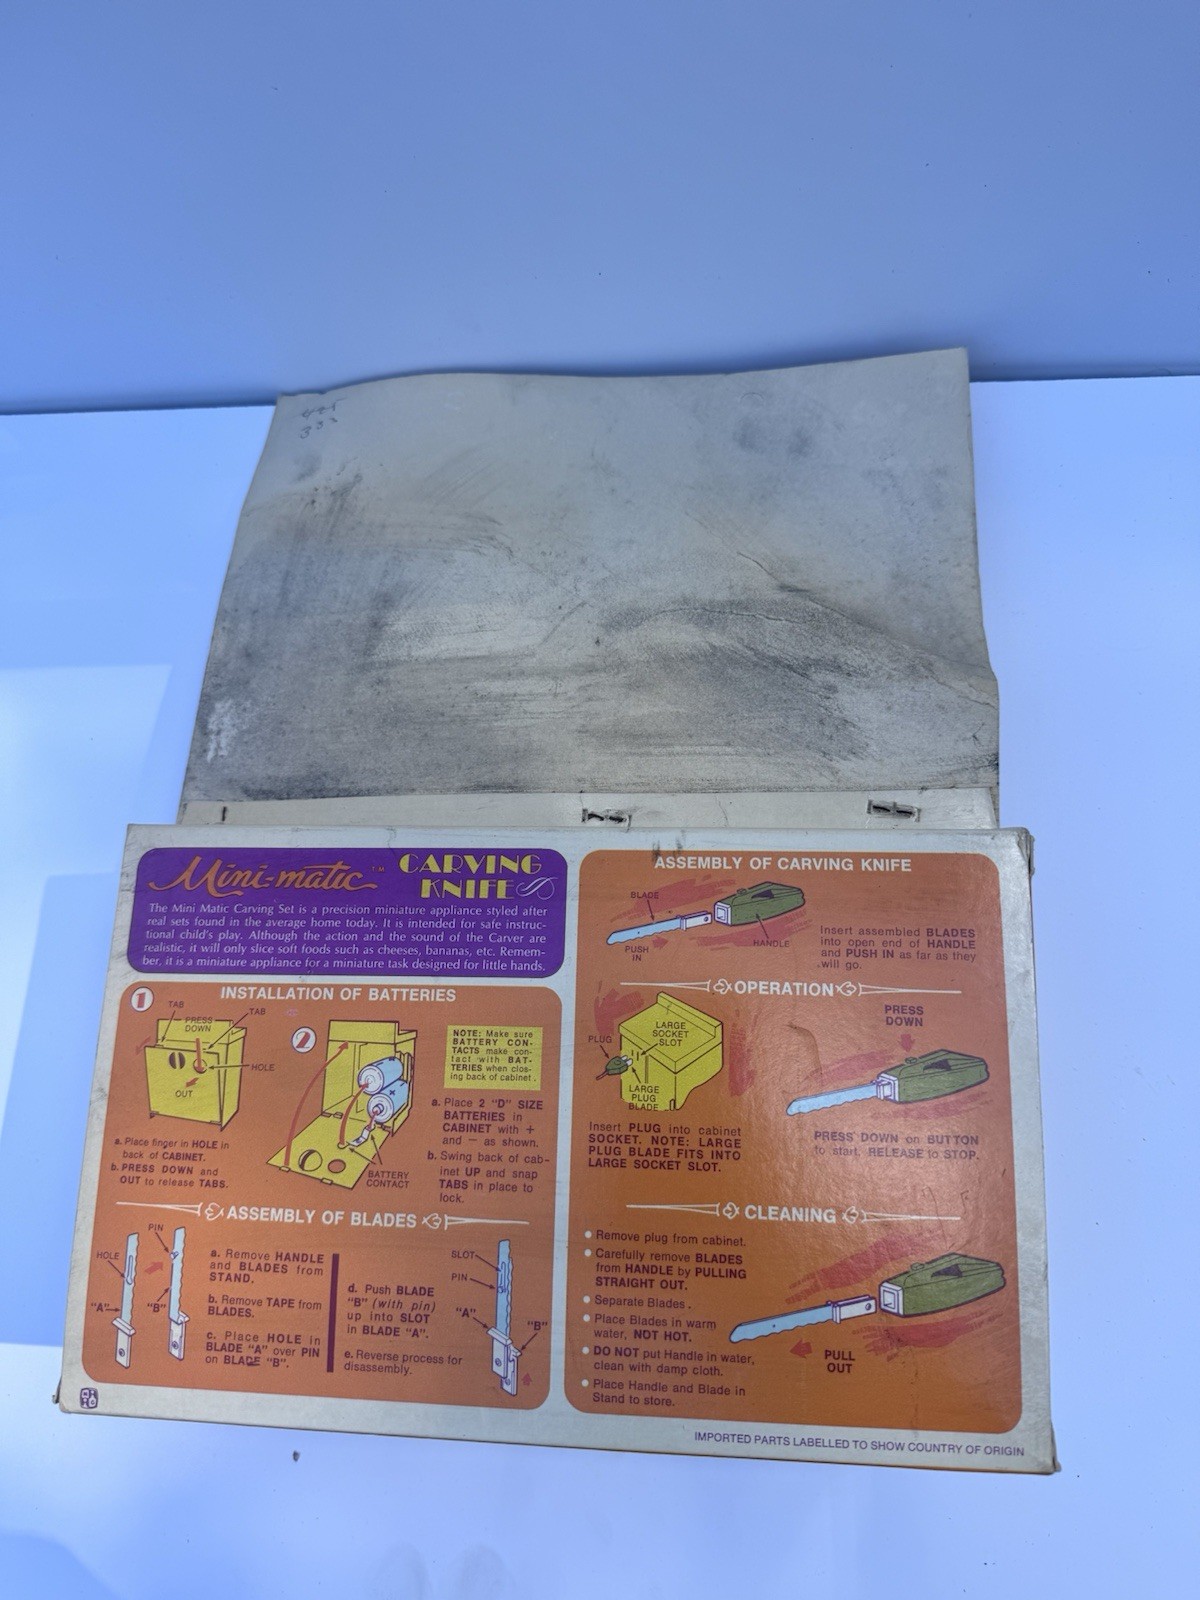 Mini-matic™ CARVING
KNIFE
The Mini Matic Carving Set is a precision miniature appliance styled after
real sets found in the average home today. It is intended for safe instruc-
tional child's play. Although the action and the sound of the Carver are
realistic, it will only slice soft foods such as cheeses, bananas, etc. Remem-
ber, it is a miniature appliance for a miniature task designed for little hands.
1 INSTALLATION OF BATTERIES
TAB
PRESS
DOWN
TAB
HOLE
OUT
a. Place finger in HOLE in
back of CABINET.
b. PRESS DOWN and
OUT to release TABS.
2
BATTERY
CONTACT
NOTE: Make sure
BATTERY CON-
TACTS make con-
tact with BAT-
TERIES when clos-
ing back of cabinet.
a. Place 2 "D" SIZE
BATTERIES in
CABINET with +
and — as shown.
b. Swing back of cab-
inet UP and snap
TABS in place to
lock.
ASSEMBLY OF BLADES
PIN
HOLE
"A"
"B"
a. Remove HANDLE
and BLADES from
STAND.
b. Remove TAPE from
BLADES.
c. Place HOLE in
BLADE "A" over PIN
on BLADE "B".
d. Push BLADE
"B" (with pin)
up into SLOT
in BLADE "A".
e. Reverse process for
disassembly.
SLOT
PIN
"A"
"B"
ASSEMBLY OF CARVING KNIFE
BLADE
PUSH
IN
HANDLE
Insert assembled BLADES
into open end of HANDLE
and PUSH IN as far as they
will go.
OPERATION
PLUG
LARGE
SOCKET
SLOT
LARGE
PLUG
BLADE
Insert PLUG into cabinet
SOCKET. NOTE: LARGE
PLUG BLADE FITS INTO
LARGE SOCKET SLOT.
PRESS
DOWN
PRESS DOWN on BUTTON
to start. RELEASE to STOP.
CLEANING
• Remove plug from cabinet.
• Carefully remove BLADES
from HANDLE by PULLING
STRAIGHT OUT.
• Separate Blades.
• Place Blades in warm
water, NOT HOT.
• DO NOT put Handle in water,
clean with damp cloth.
• Place Handle and Blade in
Stand to store.
PULL
OUT
IMPORTED PARTS LABELLED TO SHOW COUNTRY OF ORIGIN